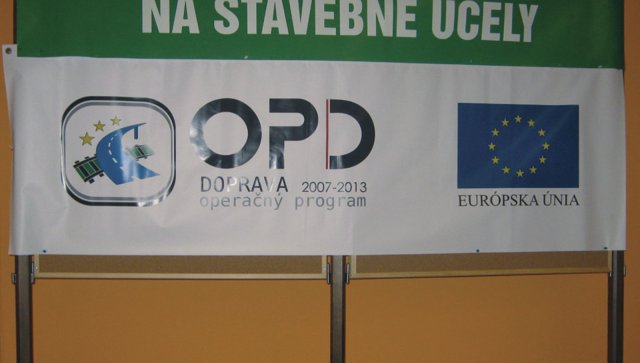 NA STAVEBNÉ ÚČELY
OPD
DOPRAVA 2007-2013
operačný program
EURÓPSKA ÚNIA